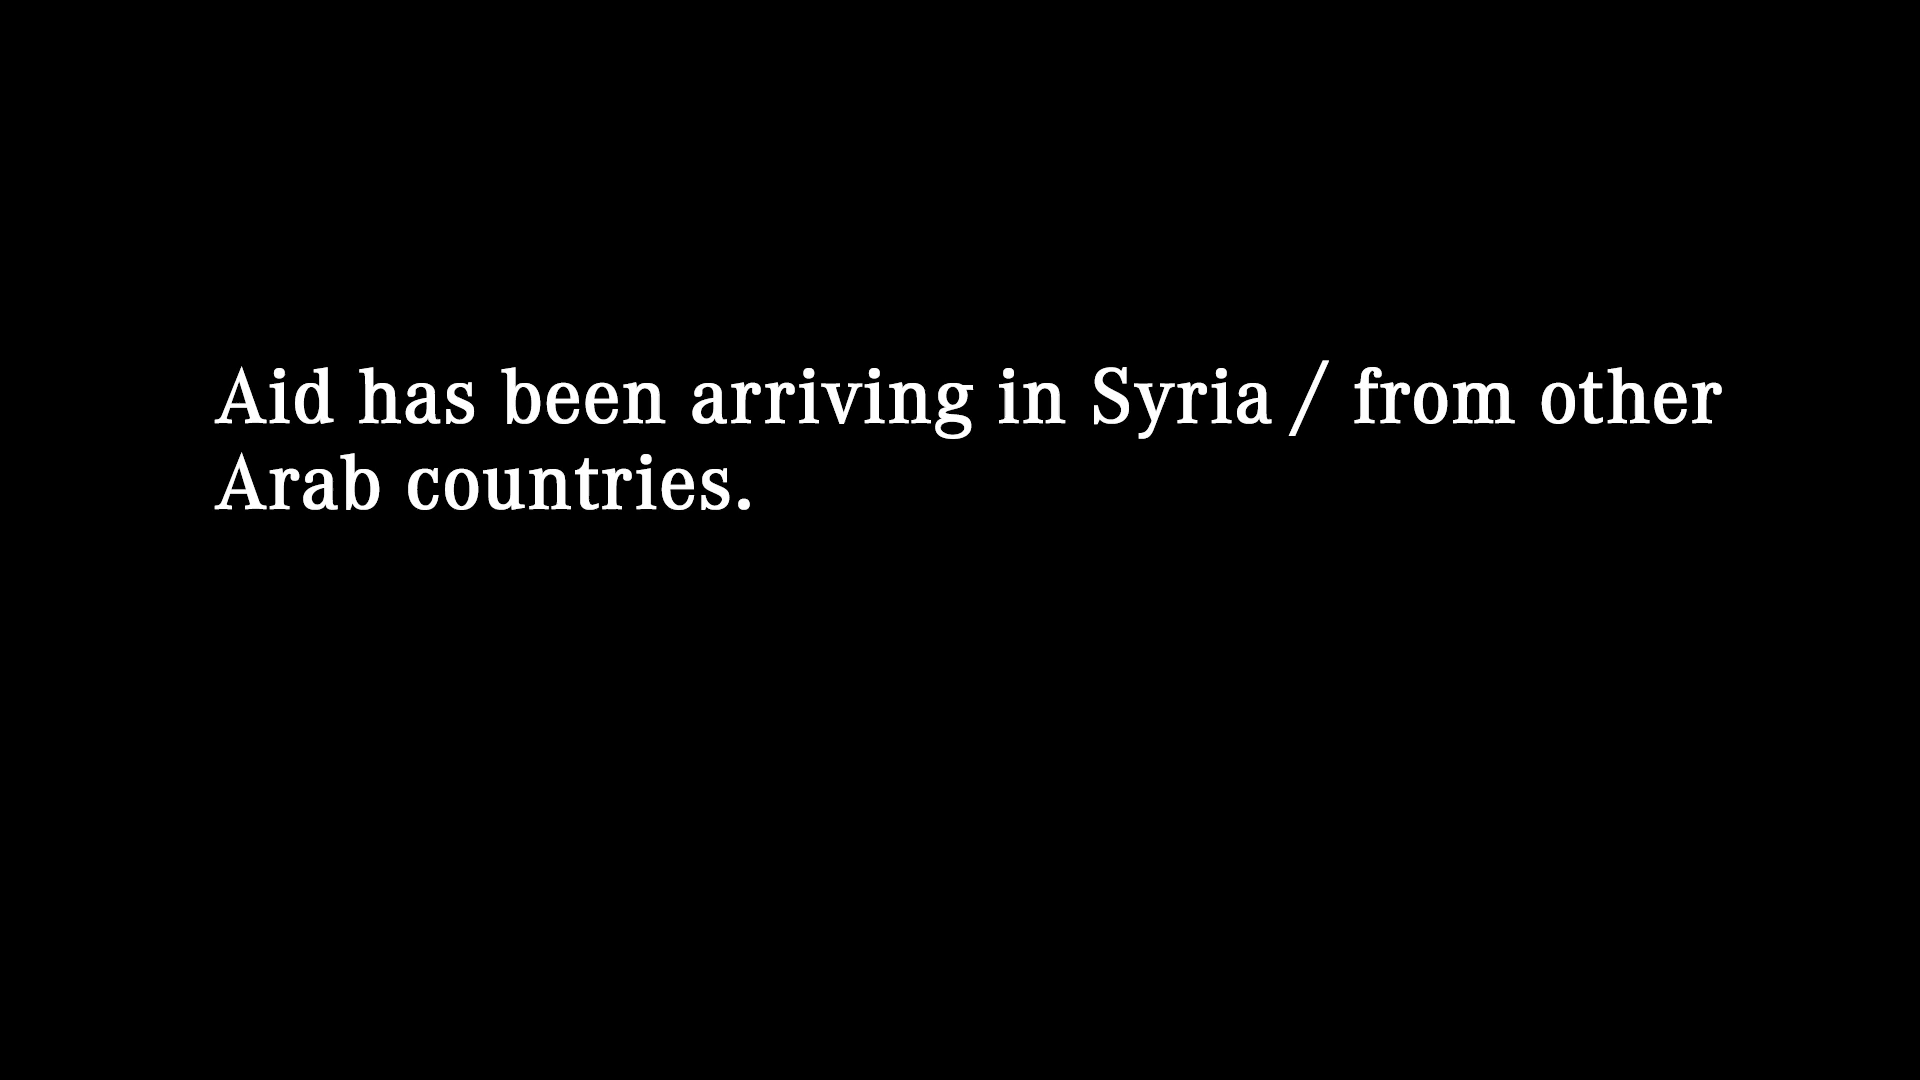 Aid has been arriving in Syria / from other
Arab countries.